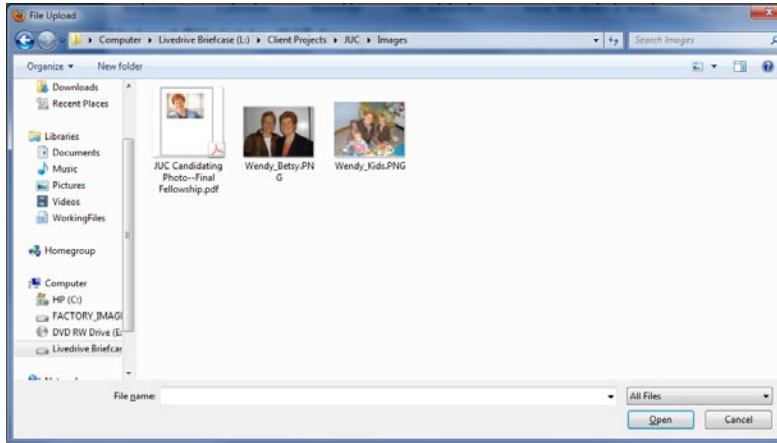 File Upload
Computer ▸ Livedrive Briefcase (L:) ▸ Client Projects ▸ JUC ▸ Images
Search Images
Organize
New folder
Downloads
Recent Places
Libraries
Documents
Music
Pictures
Videos
WorkingFiles
Homegroup
Computer
HP (C:)
FACTORY_IMAG
DVD RW Drive (E:
Livedrive Briefcas
JUC Candidating
Photo--Final
Fellowship.pdf
Wendy_Betsy.PN
G
Wendy_Kids.PNG
File name:
All Files
Open
Cancel